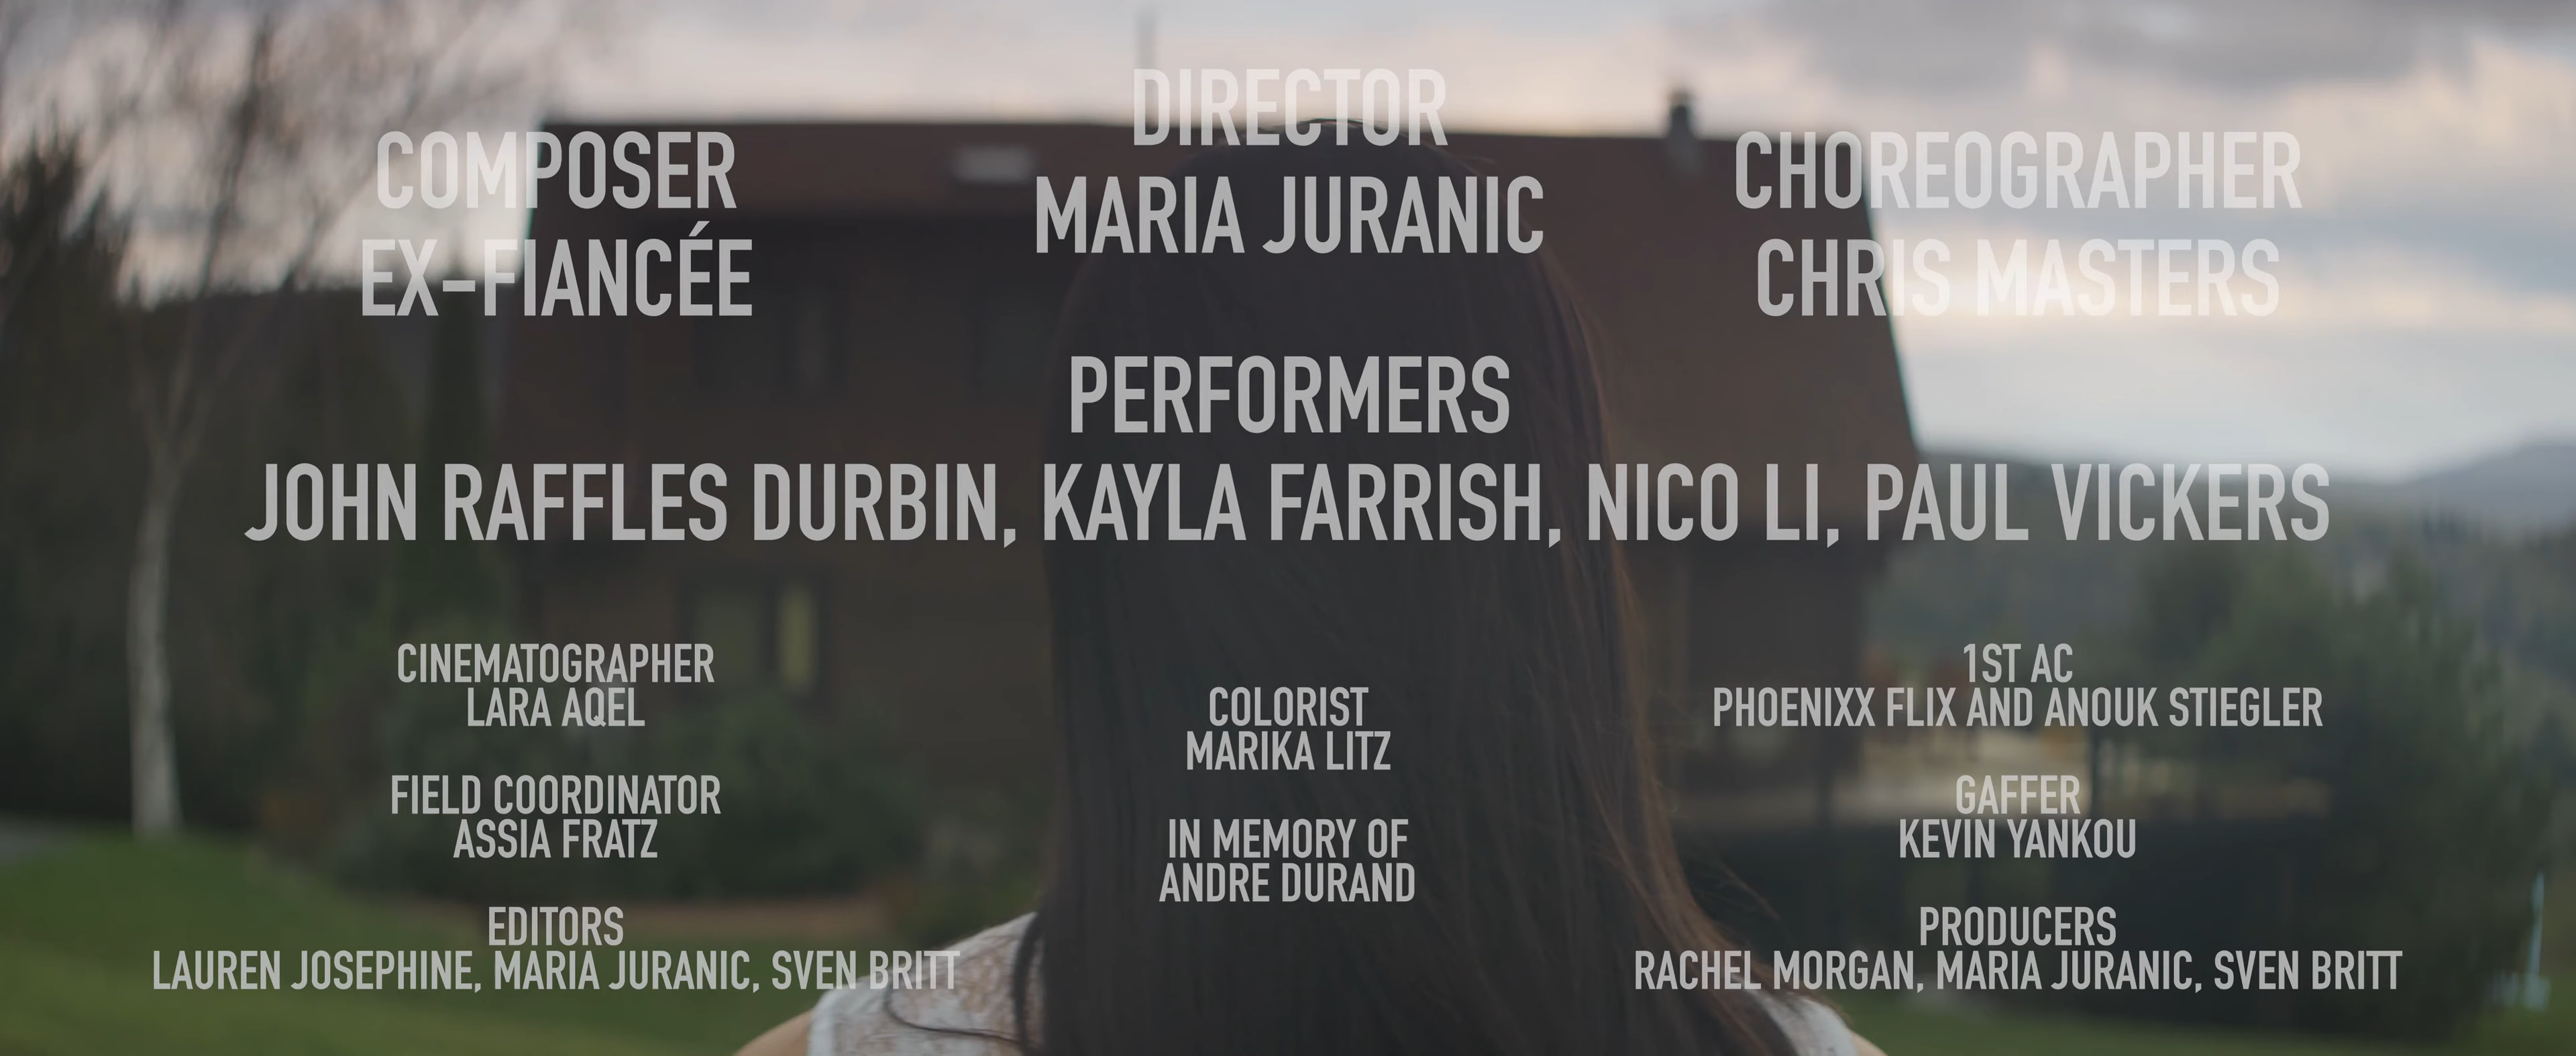 DIRECTOR
MARIA JURANIC
COMPOSER
EX-FIANCÉE
CHOREOGRAPHER
CHRIS MASTERS
PERFORMERS
JOHN RAFFLES DURBIN, KAYLA FARRISH, NICO LI, PAUL VICKERS
CINEMATOGRAPHER
LARA AQEL
FIELD COORDINATOR
ASSIA FRATZ
EDITORS
LAUREN JOSEPHINE, MARIA JURANIC, SVEN BRITT
COLORIST
MARIKA LITZ
IN MEMORY OF
ANDRE DURAND
1ST AC
PHOENIXX FLIX AND ANOUK STIEGLER
GAFFER
KEVIN YANKOU
PRODUCERS
RACHEL MORGAN, MARIA JURANIC, SVEN BRITT